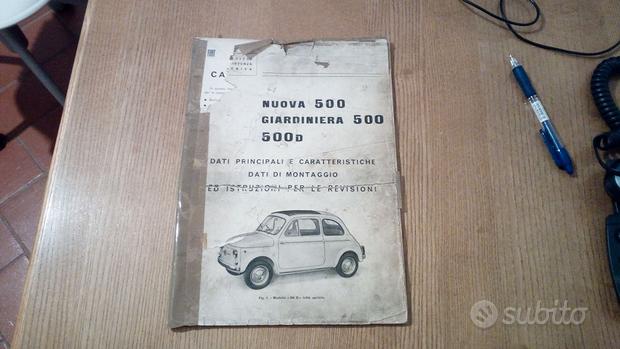 CA
NUOVA 500
GIARDINIERA 500
500D
DATI PRINCIPALI E CARATTERISTICHE
DATI DI MONTAGGIO
ED ISTRUZIONI PER LE REVISIONI
subito